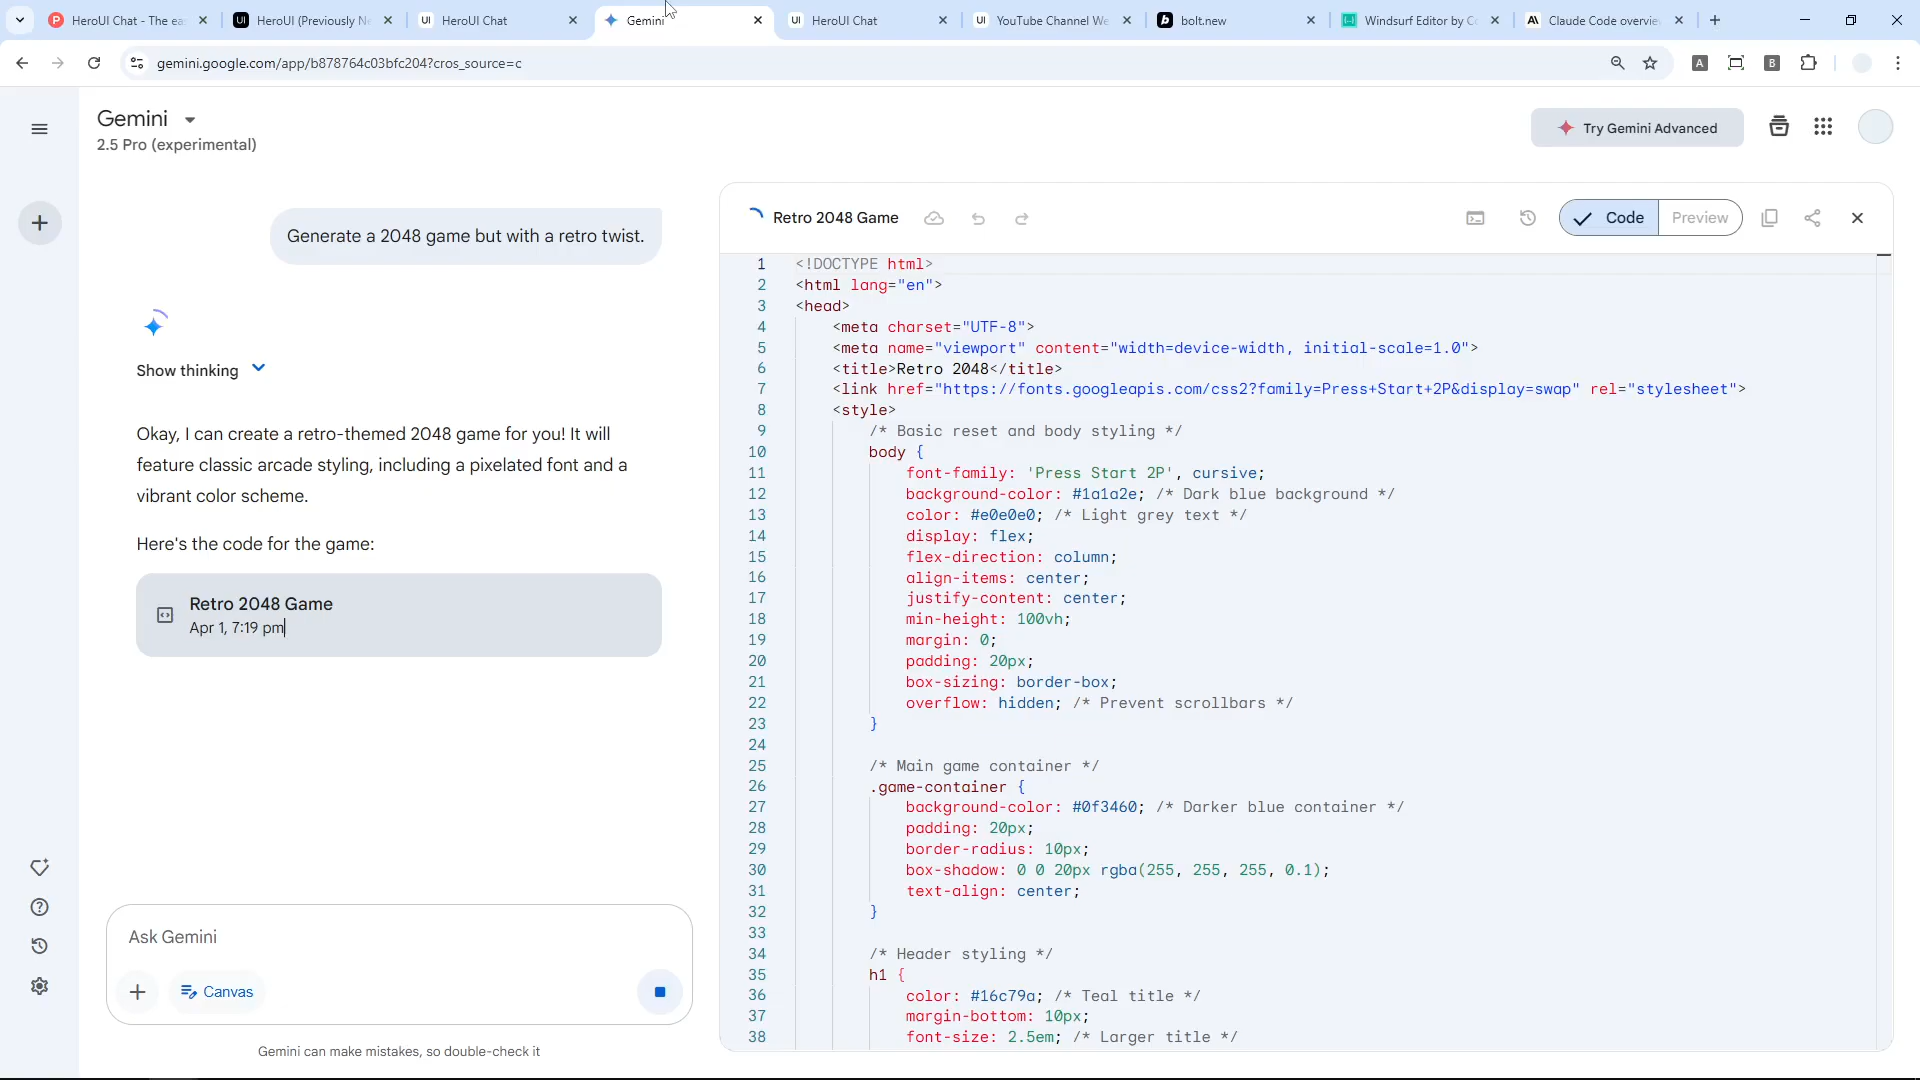 HeroUI Chat - The ea
HeroUI (Previously Ne
HeroUI Chat
Gemini
HeroUI Chat
YouTube Channel We
bolt.new
Windsurf Editor by Co
Claude Code overvie
gemini.google.com/app/b878764c03bfc204?cros_source=c
Gemini
2.5 Pro (experimental)
Try Gemini Advanced
Generate a 2048 game but with a retro twist.
Show thinking
Okay, I can create a retro-themed 2048 game for you! It will
feature classic arcade styling, including a pixelated font and a
vibrant color scheme.
Here's the code for the game:
Retro 2048 Game
Apr 1, 7:19 pm
Ask Gemini
Canvas
Gemini can make mistakes, so double-check it
Retro 2048 Game
Code
Preview
1 <!DOCTYPE html>
2 <html lang="en">
3 <head>
4 <meta charset="UTF-8">
5 <meta name="viewport" content="width=device-width, initial-scale=1.0">
6 <title>Retro 2048</title>
7 <link href="https://fonts.googleapis.com/css2?family=Press+Start+2P&display=swap" rel="stylesheet">
8 <style>
9 /* Basic reset and body styling */
10 body {
11 font-family: 'Press Start 2P', cursive;
12 background-color: #1a1a2e; /* Dark blue background */
13 color: #e0e0e0; /* Light grey text */
14 display: flex;
15 flex-direction: column;
16 align-items: center;
17 justify-content: center;
18 min-height: 100vh;
19 margin: 0;
20 padding: 20px;
21 box-sizing: border-box;
22 overflow: hidden; /* Prevent scrollbars */
23 }
24
25 /* Main game container */
26 .game-container {
27 background-color: #0f3460; /* Darker blue container */
28 padding: 20px;
29 border-radius: 10px;
30 box-shadow: 0 0 20px rgba(255, 255, 255, 0.1);
31 text-align: center;
32 }
33
34 /* Header styling */
35 h1 {
36 color: #16c79a; /* Teal title */
37 margin-bottom: 10px;
38 font-size: 2.5em; /* Larger title */